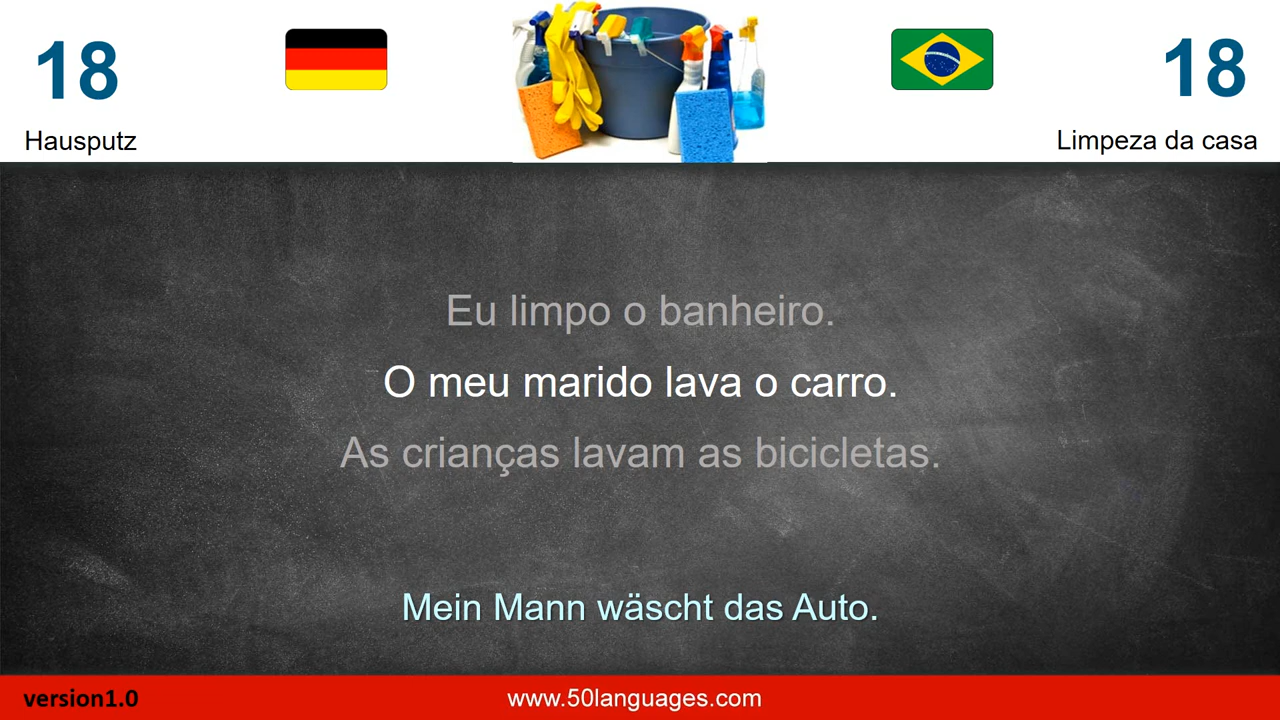 18
18
Hausputz
Limpeza da casa
Eu limpo o banheiro.
O meu marido lava o carro.
As crianças lavam as bicicletas.
Mein Mann wäscht das Auto.
version1.0
www.50languages.com